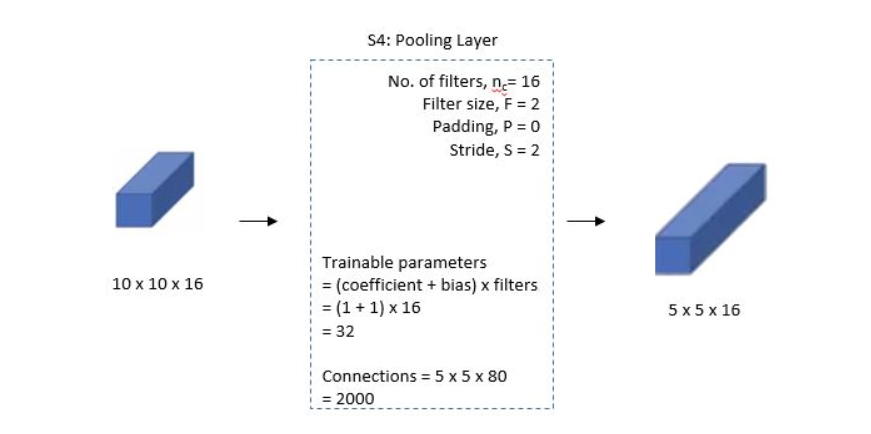 S4: Pooling Layer
No. of filters, nc= 16
Filter size, F = 2
Padding, P = 0
Stride, S = 2
10 x 10 x 16
Trainable parameters
= (coefficient + bias) x filters
= (1 + 1) x 16
= 32
Connections = 5 x 5 x 80
= 2000
5 x 5 x 16